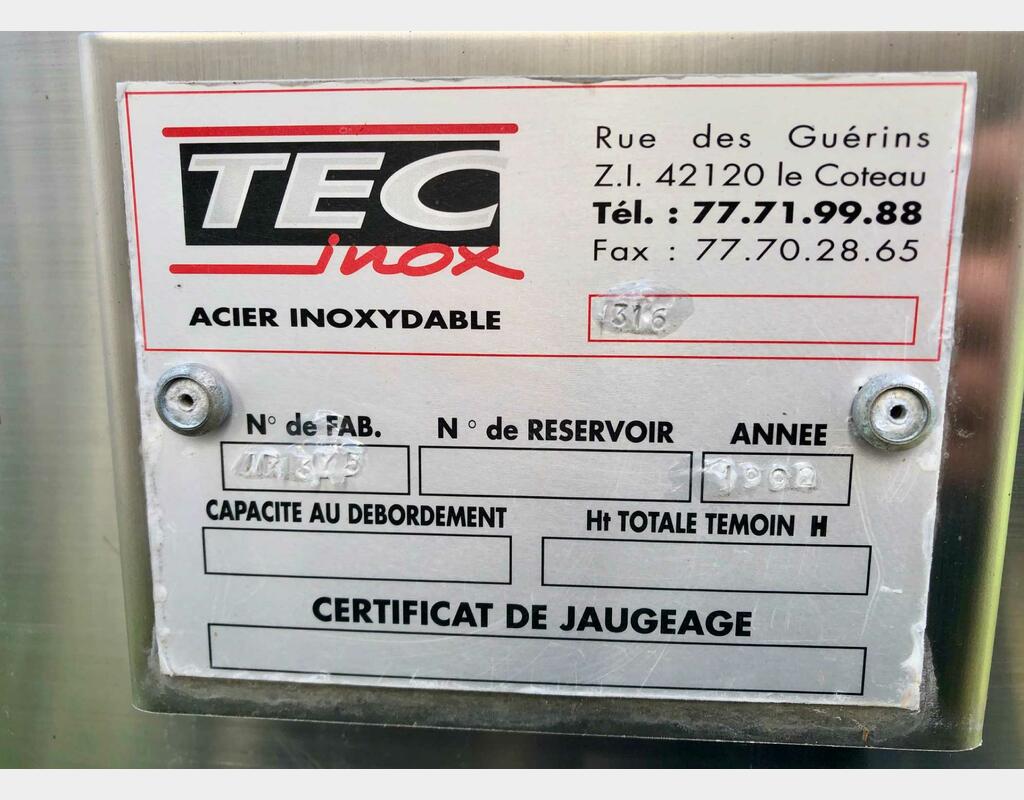 TEC
inox
ACIER INOXYDABLE
Rue des Guérins
Z.I. 42120 le Coteau
Tél. : 77.71.99.88
Fax : 77.70.28.65
316
N° de FAB.
N° de RESERVOIR
ANNEE
CAPACITE AU DEBORDEMENT
Ht TOTALE TEMOIN H
CERTIFICAT DE JAUGEAGE